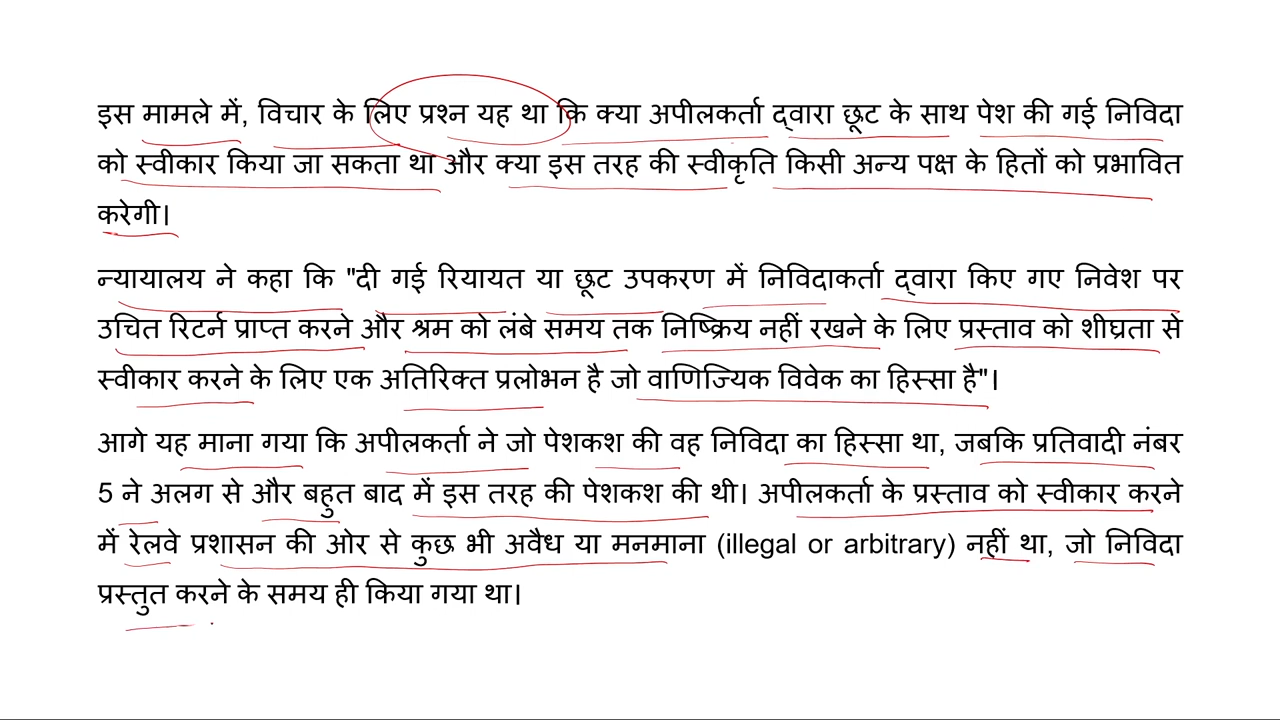 इस मामले में, विचार के लिए प्रश्न यह था कि क्या अपीलकर्ता द्वारा छूट के साथ पेश की गई निविदा
को स्वीकार किया जा सकता था और क्या इस तरह की स्वीकृति किसी अन्य पक्ष के हितों को प्रभावित
करेगी।
न्यायालय ने कहा कि "दी गई रियायत या छूट उपकरण में निविदाकर्ता द्वारा किए गए निवेश पर
उचित रिटर्न प्राप्त करने और श्रम को लंबे समय तक निष्क्रिय नहीं रखने के लिए प्रस्ताव को शीघ्रता से
स्वीकार करने के लिए एक अतिरिक्त प्रलोभन है जो वाणिज्यिक विवेक का हिस्सा है"।
आगे यह माना गया कि अपीलकर्ता ने जो पेशकश की वह निविदा का हिस्सा था, जबकि प्रतिवादी नंबर
5 ने अलग से और बहुत बाद में इस तरह की पेशकश की थी। अपीलकर्ता के प्रस्ताव को स्वीकार करने
में रेलवे प्रशासन की ओर से कुछ भी अवैध या मनमाना (illegal or arbitrary) नहीं था, जो निविदा
प्रस्तुत करने के समय ही किया गया था।